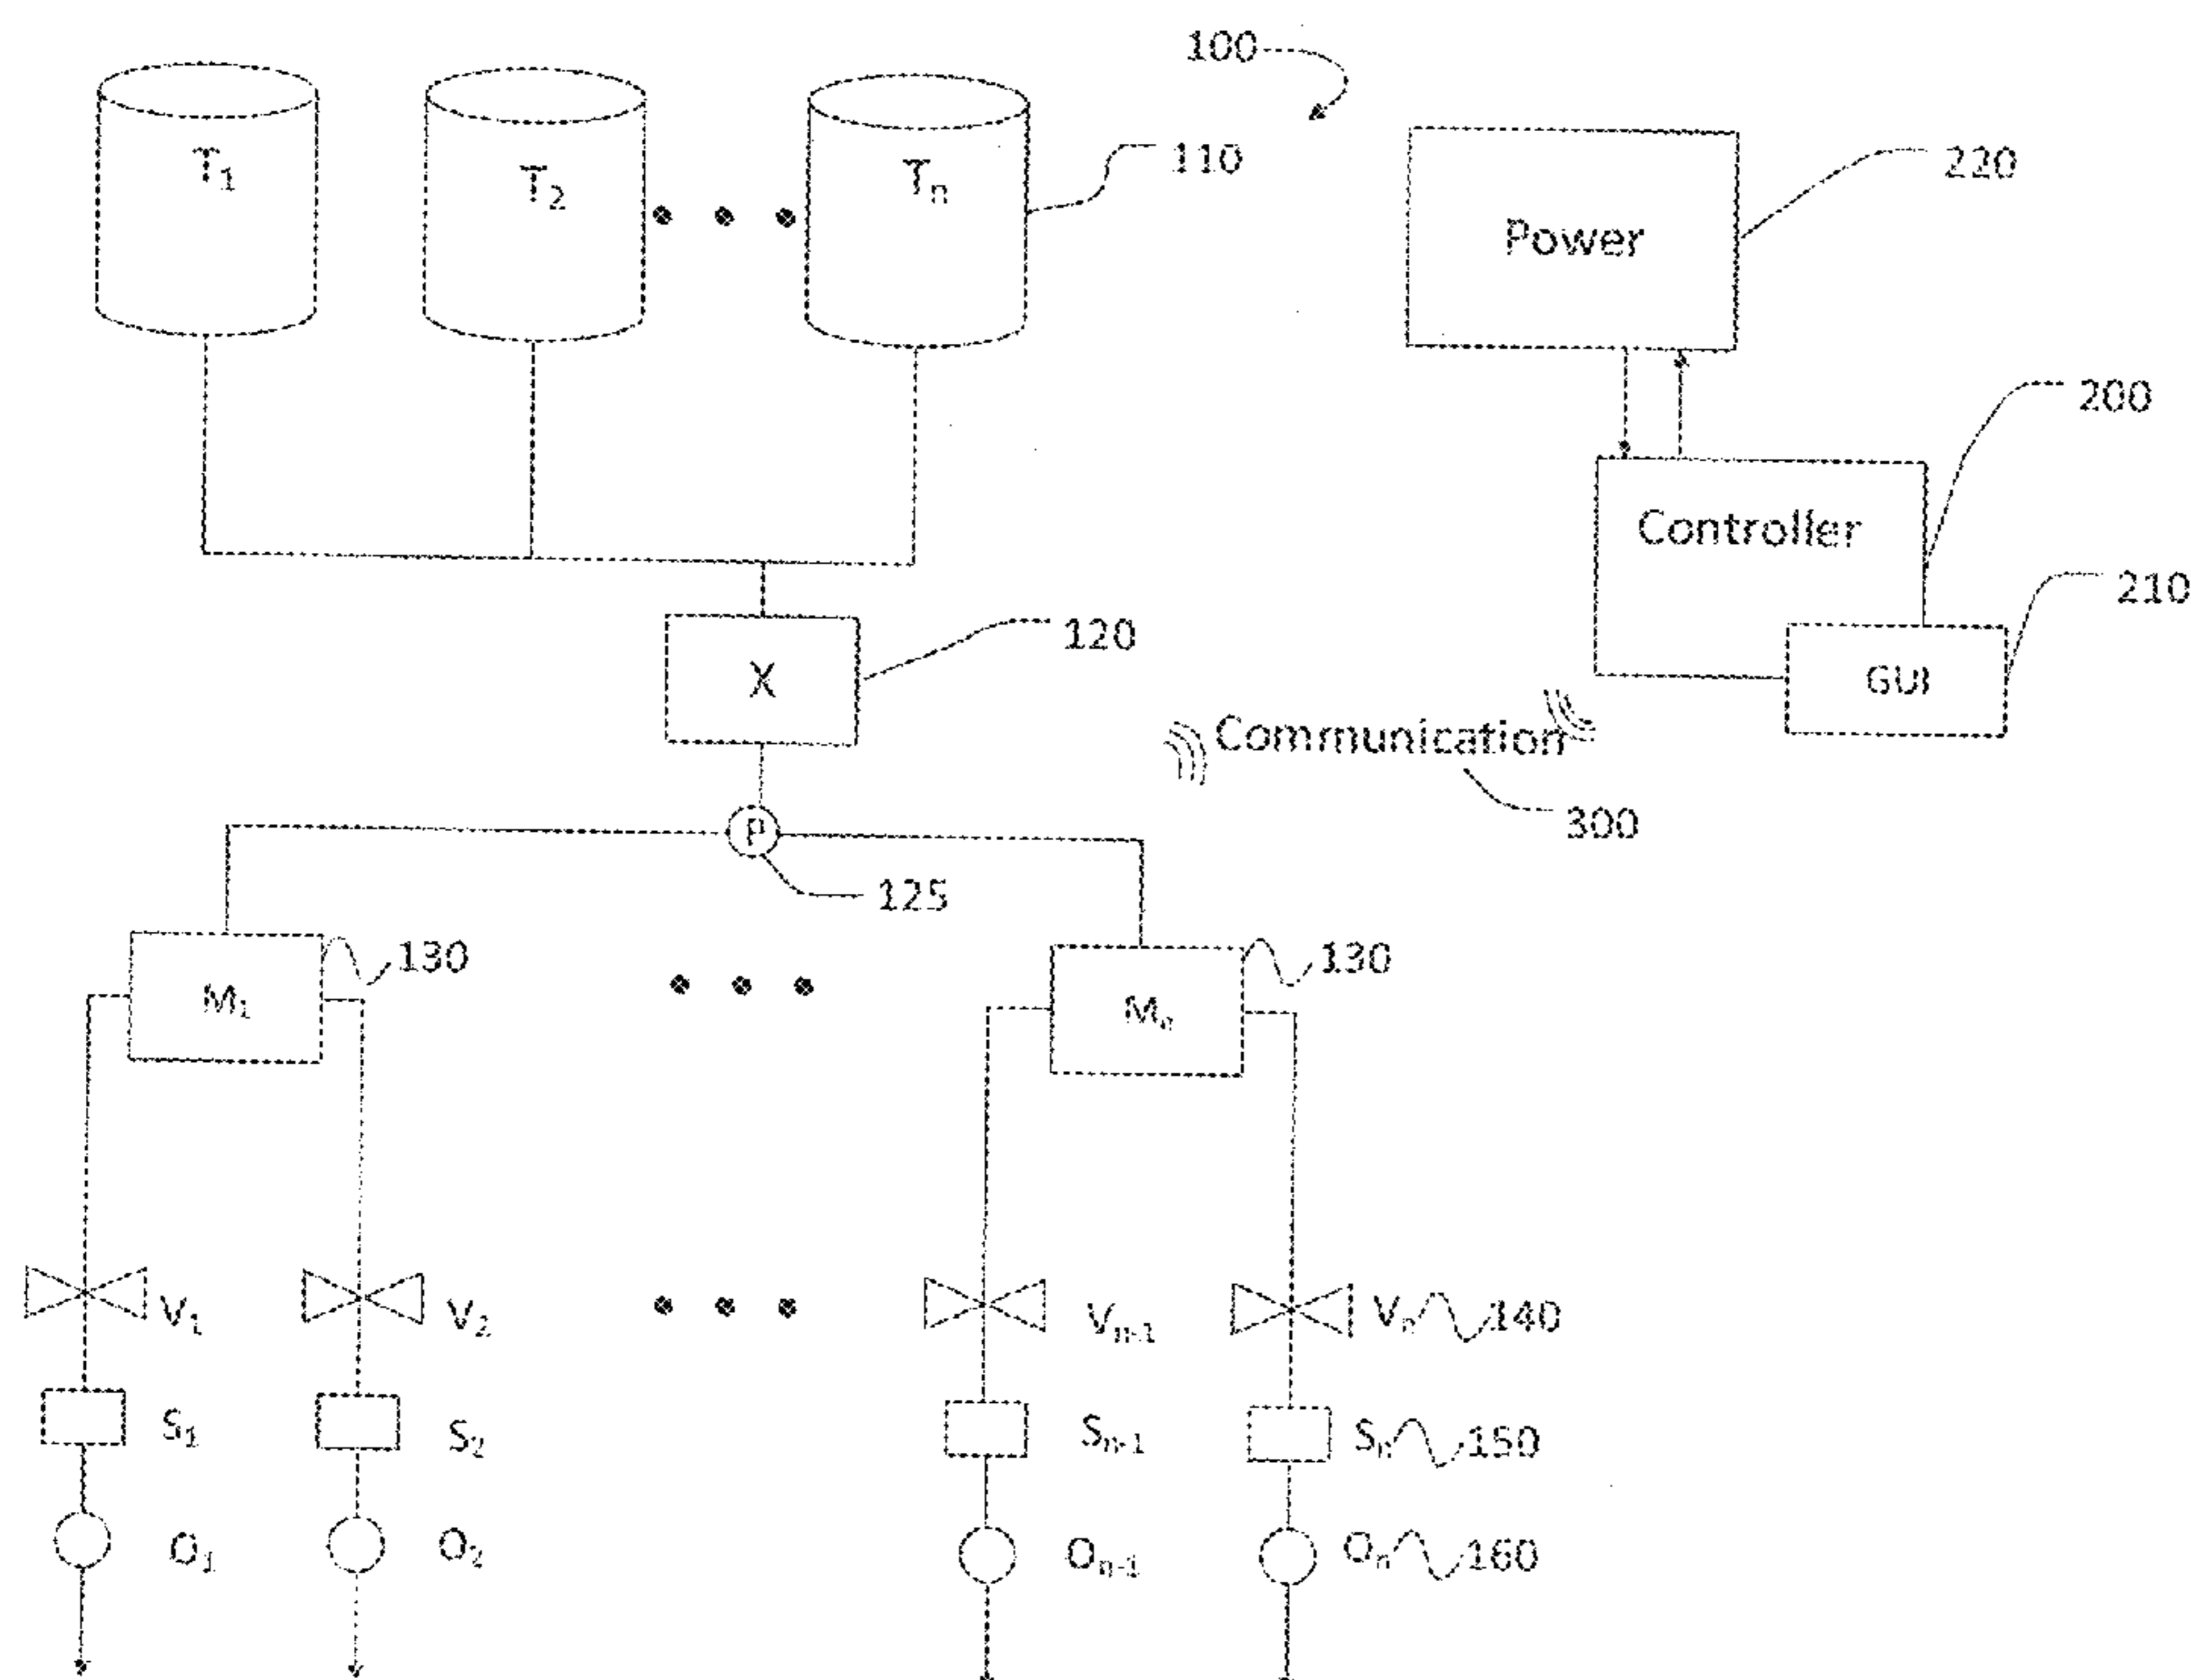 100
T₁
T₂
Tₙ
110
Power
220
200
Controller
210
GUI
X
120
Communication
300
P
125
M₁
130
Mₙ
130
V₁
V₂
Vₙ₋₁
Vₙ
140
S₁
S₂
Sₙ₋₁
Sₙ
150
O₁
O₂
Oₙ₋₁
Oₙ
160